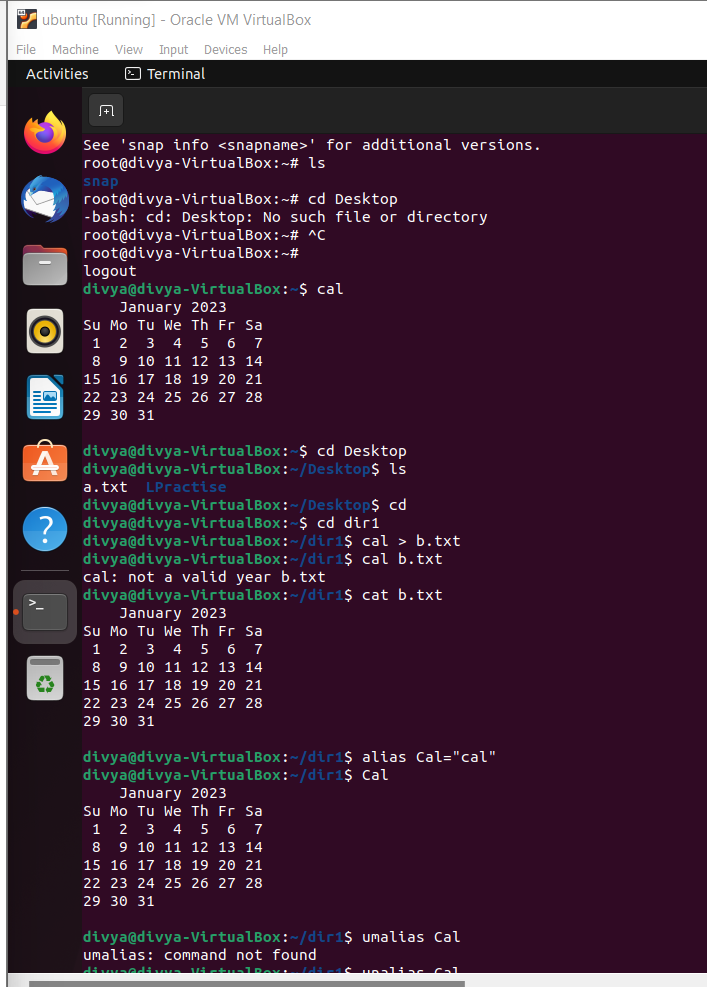 ubuntu [Running] - Oracle VM VirtualBox
File Machine View Input Devices Help
Activities Terminal
See 'snap info <snapname>' for additional versions.
root@divya-VirtualBox:~# ls
snap
root@divya-VirtualBox:~# cd Desktop
-bash: cd: Desktop: No such file or directory
root@divya-VirtualBox:~# ^C
root@divya-VirtualBox:~#
logout
divya@divya-VirtualBox:~$ cal
    January 2023
Su Mo Tu We Th Fr Sa
 1  2  3  4  5  6  7
 8  9 10 11 12 13 14
15 16 17 18 19 20 21
22 23 24 25 26 27 28
29 30 31
divya@divya-VirtualBox:~$ cd Desktop
divya@divya-VirtualBox:~/Desktop$ ls
a.txt  LPractise
divya@divya-VirtualBox:~/Desktop$ cd
divya@divya-VirtualBox:~$ cd dir1
divya@divya-VirtualBox:~/dir1$ cal > b.txt
divya@divya-VirtualBox:~/dir1$ cal b.txt
cal: not a valid year b.txt
divya@divya-VirtualBox:~/dir1$ cat b.txt
    January 2023
Su Mo Tu We Th Fr Sa
 1  2  3  4  5  6  7
 8  9 10 11 12 13 14
15 16 17 18 19 20 21
22 23 24 25 26 27 28
29 30 31
divya@divya-VirtualBox:~/dir1$ alias Cal="cal"
divya@divya-VirtualBox:~/dir1$ Cal
    January 2023
Su Mo Tu We Th Fr Sa
 1  2  3  4  5  6  7
 8  9 10 11 12 13 14
15 16 17 18 19 20 21
22 23 24 25 26 27 28
29 30 31
divya@divya-VirtualBox:~/dir1$ umalias Cal
umalias: command not found
divya@divya-VirtualBox:~/dir1$ unalias Cal